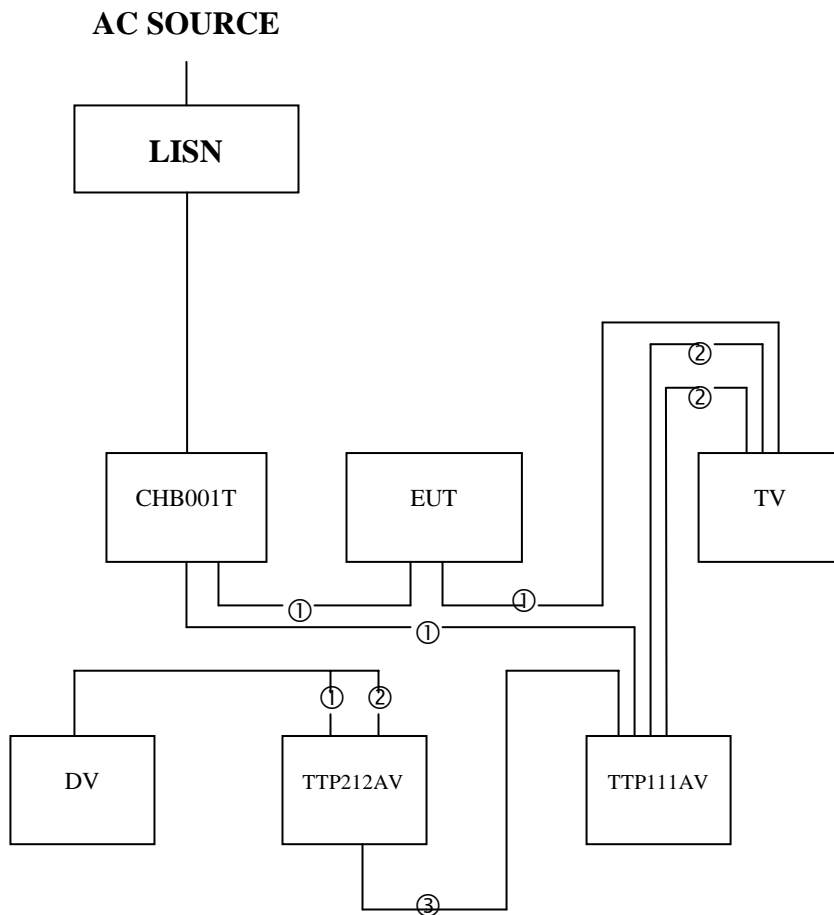 AC SOURCE
LISN
②
②
CHB001T
EUT
TV
①
①
①
①
②
DV
TTP212AV
TTP111AV
③